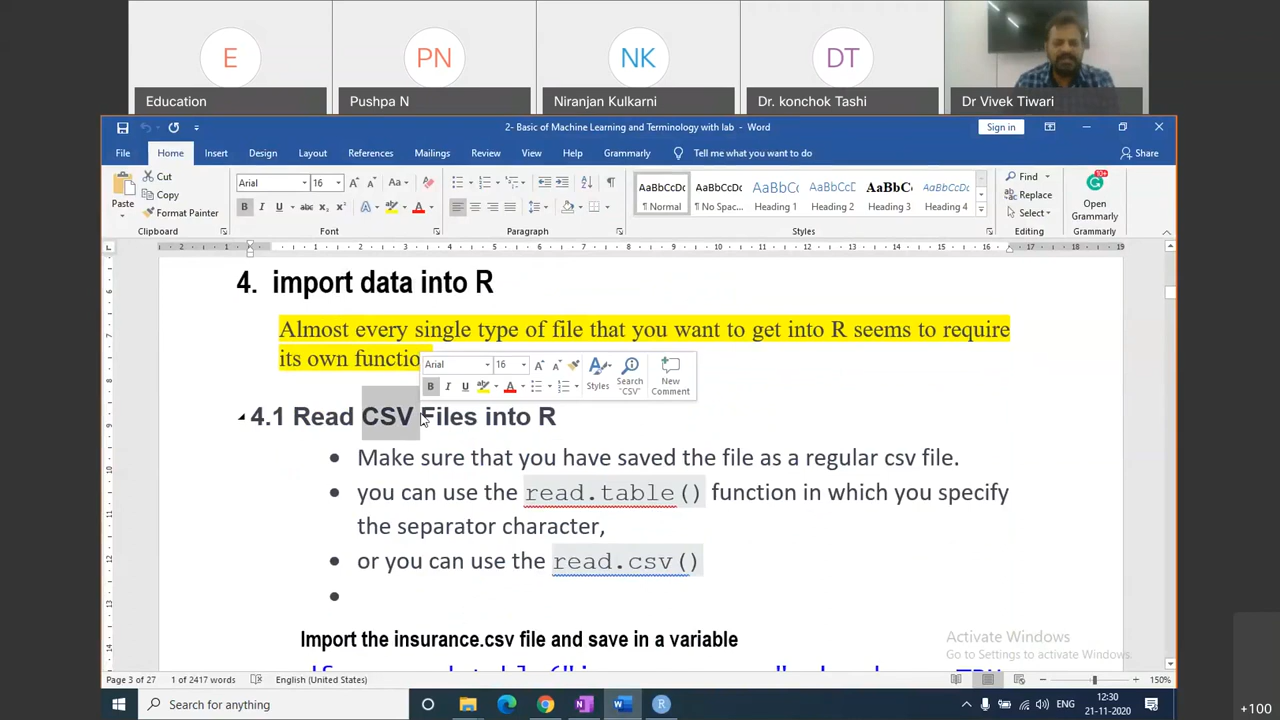 E
PN
NK
DT
Education
Pushpa N
Niranjan Kulkarni
Dr. konchok Tashi
Dr Vivek Tiwari
2- Basic of Machine Learning and Terminology with lab - Word
Sign in
File Home Insert Design Layout References Mailings Review View Help Grammarly Tell me what you want to do Share
Paste
Cut
Copy
Format Painter
Clipboard
Arial 16
Font
Paragraph
AaBbCcDc AaBbCcDc AaBbC AaBbCcC AaBbC AaBbCcD
¶ Normal ¶ No Spac... Heading 1 Heading 2 Heading 3 Heading 4
Styles
Find
Replace
Select
Editing
Open Grammarly
Grammarly
4. import data into R
Almost every single type of file that you want to get into R seems to require
its own functio
Arial 16
Styles
Search "CSV"
New Comment
4.1 Read CSV Files into R
• Make sure that you have saved the file as a regular csv file.
• you can use the read.table() function in which you specify
the separator character,
• or you can use the read.csv()
•
Import the insurance.csv file and save in a variable
Activate Windows
Go to Settings to activate Windows.
Page 3 of 27 1 of 2417 words English (United States) 150%
Search for anything
12:30
21-11-2020
+100